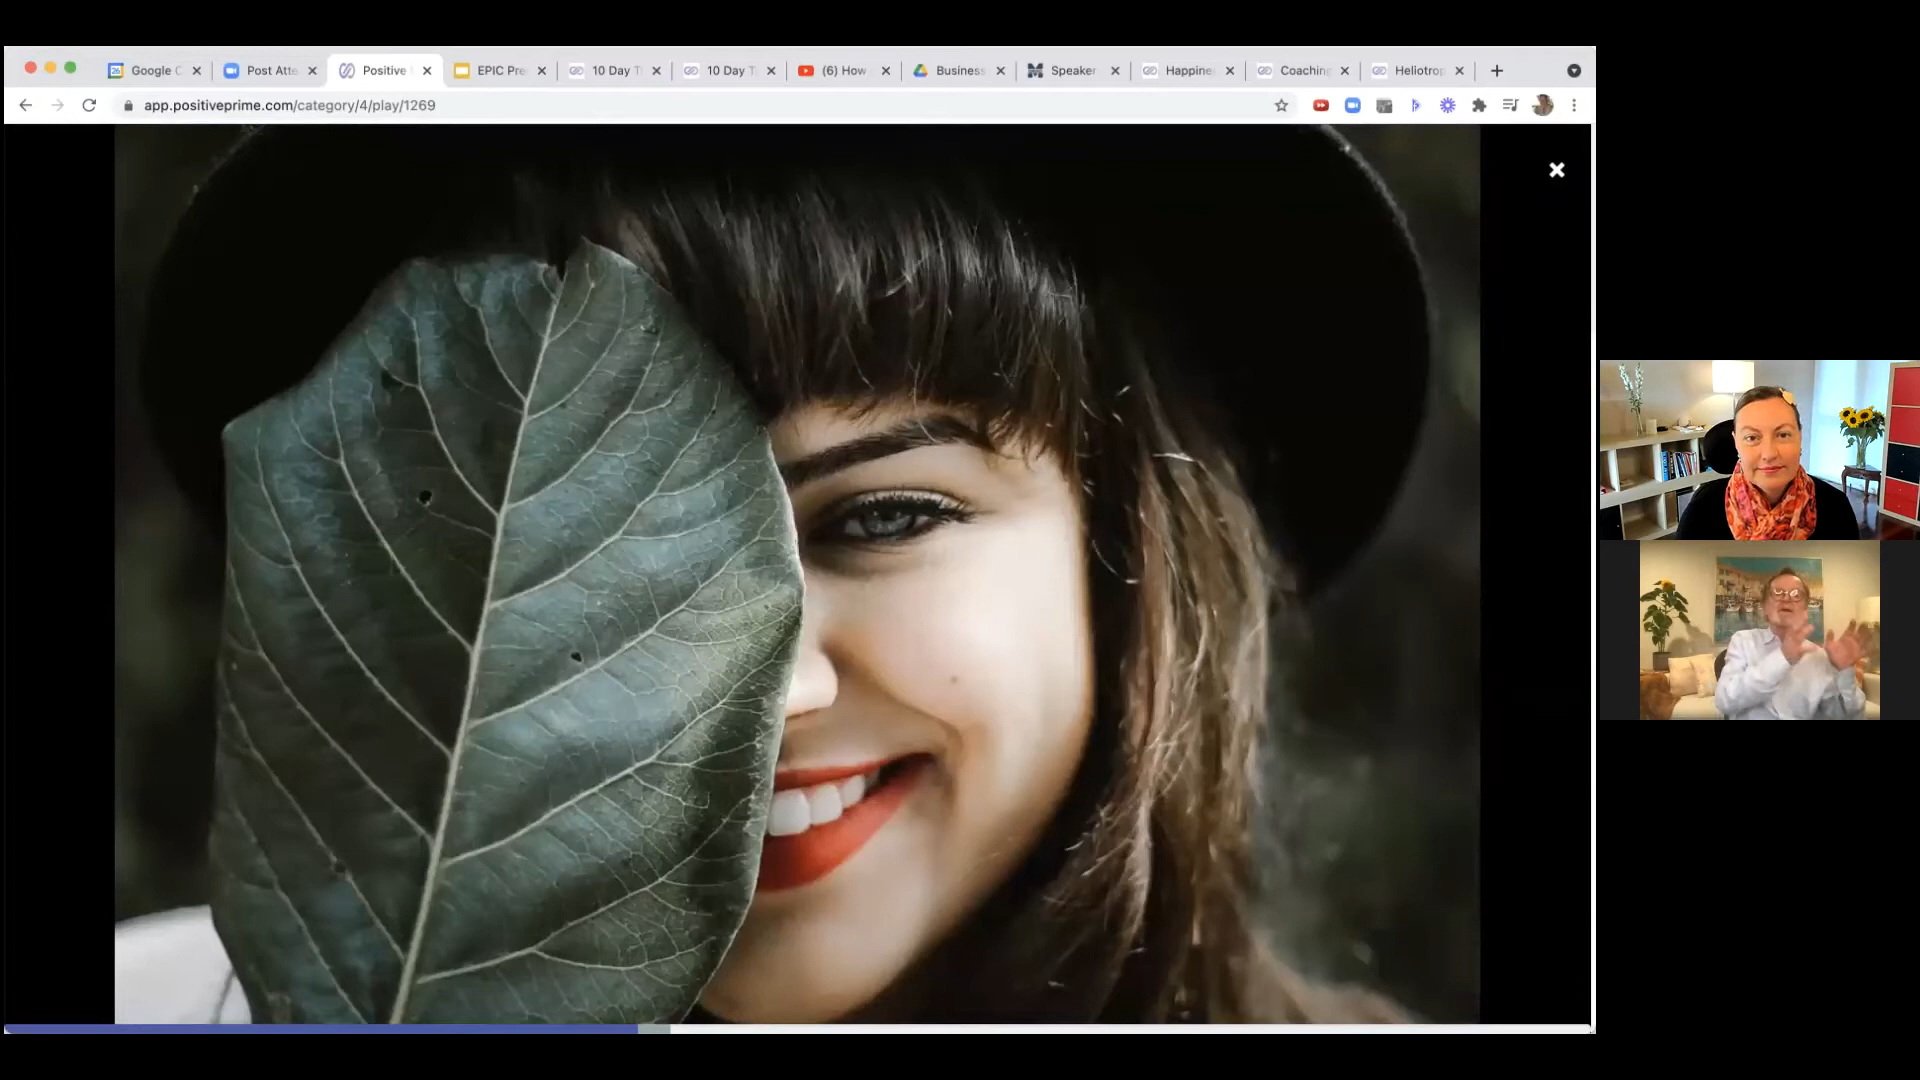 Google C
Post Atte
Positive
EPIC Pre
10 Day T
10 Day T
(6) How
Business
Speaker
Happine
Coaching
Heliotrop
app.positiveprime.com/category/4/play/1269